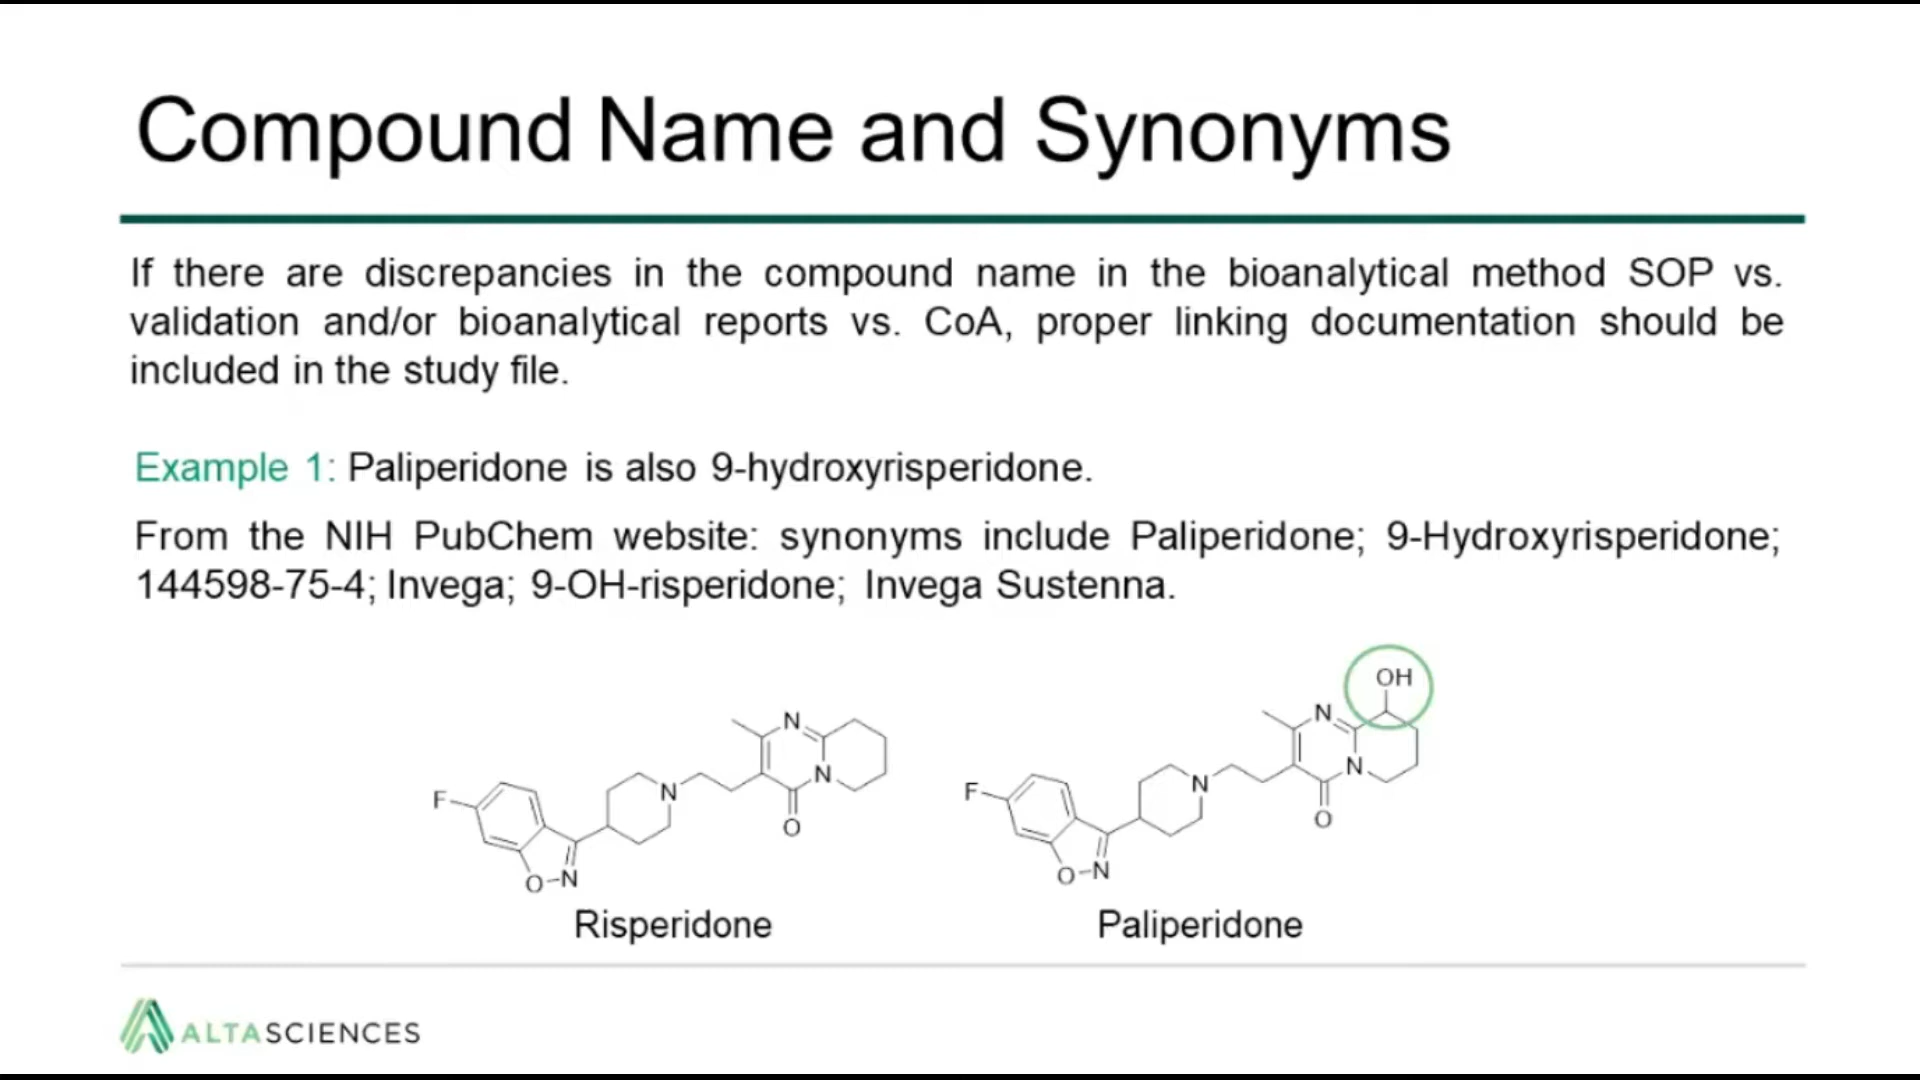 Compound Name and Synonyms
If there are discrepancies in the compound name in the bioanalytical method SOP vs.
validation and/or bioanalytical reports vs. CoA, proper linking documentation should be
included in the study file.
Example 1: Paliperidone is also 9-hydroxyrisperidone.
From the NIH PubChem website: synonyms include Paliperidone; 9-Hydroxyrisperidone;
144598-75-4; Invega; 9-OH-risperidone; Invega Sustenna.
F
O-N
N
N
N
O
Risperidone
F
O-N
N
N
N
O
OH
Paliperidone
ALTASCIENCES